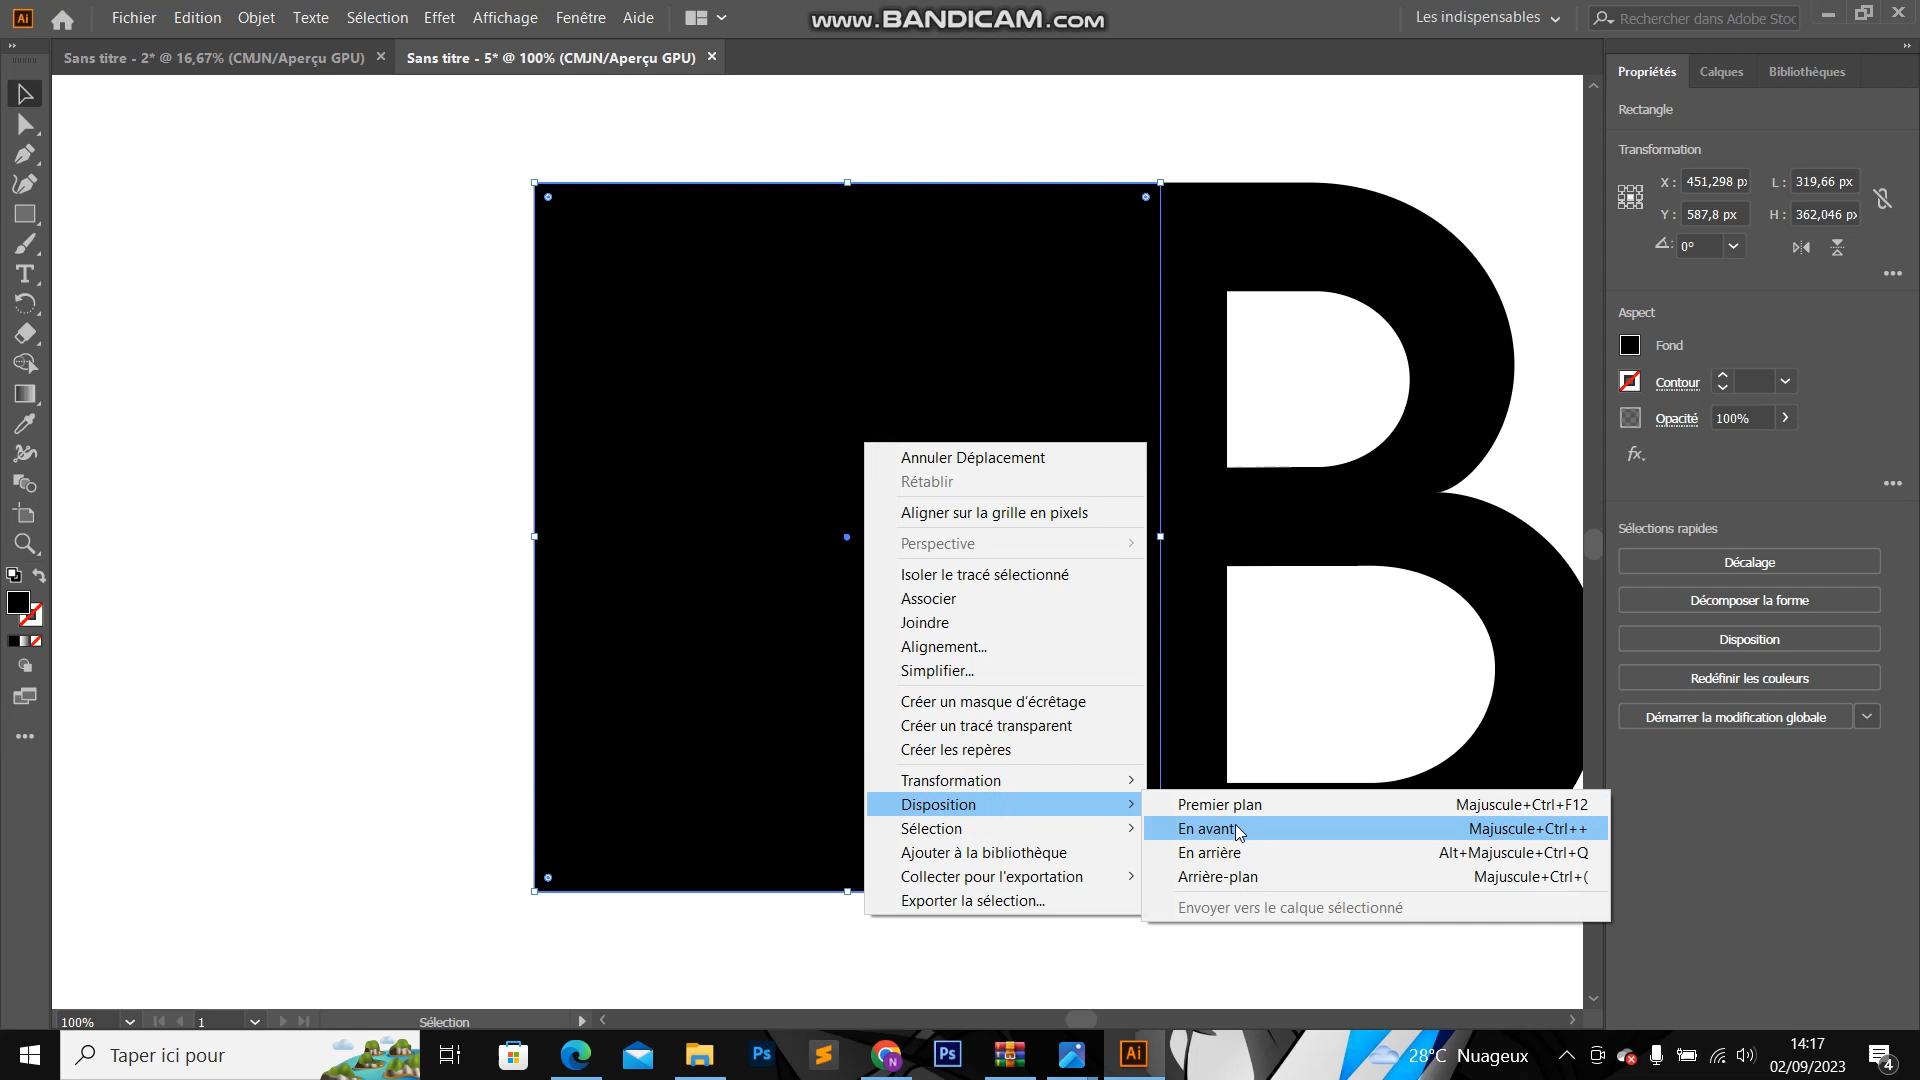 Ai Fichier Edition Objet Texte Sélection Effet Affichage Fenêtre Aide
www.BANDICAM.com
Les indispensables
Rechercher dans Adobe Stoc
Sans titre - 2* @ 16,67% (CMJN/Aperçu GPU)
Sans titre - 5* @ 100% (CMJN/Aperçu GPU)
Propriétés Calques Bibliothèques
Rectangle
Transformation
X : 451,298 px L : 319,66 px
Y : 587,8 px H : 362,046 px
0°
Aspect
Fond
Contour
Opacité 100%
fx.
Sélections rapides
Décalage
Décomposer la forme
Disposition
Redéfinir les couleurs
Démarrer la modification globale
B
Annuler Déplacement
Rétablir
Aligner sur la grille en pixels
Perspective
Isoler le tracé sélectionné
Associer
Joindre
Alignement...
Simplifier...
Créer un masque d’écrêtage
Créer un tracé transparent
Créer les repères
Transformation
Disposition
Sélection
Ajouter à la bibliothèque
Collecter pour l'exportation
Exporter la sélection...
Premier plan Majuscule+Ctrl+F12
En avant Majuscule+Ctrl++
En arrière Alt+Majuscule+Ctrl+Q
Arrière-plan Majuscule+Ctrl+(
Envoyer vers le calque sélectionné
100% 1 Sélection
Taper ici pour
Ps
N
Ps
Ai
28°C Nuageux
14:17
02/09/2023
4